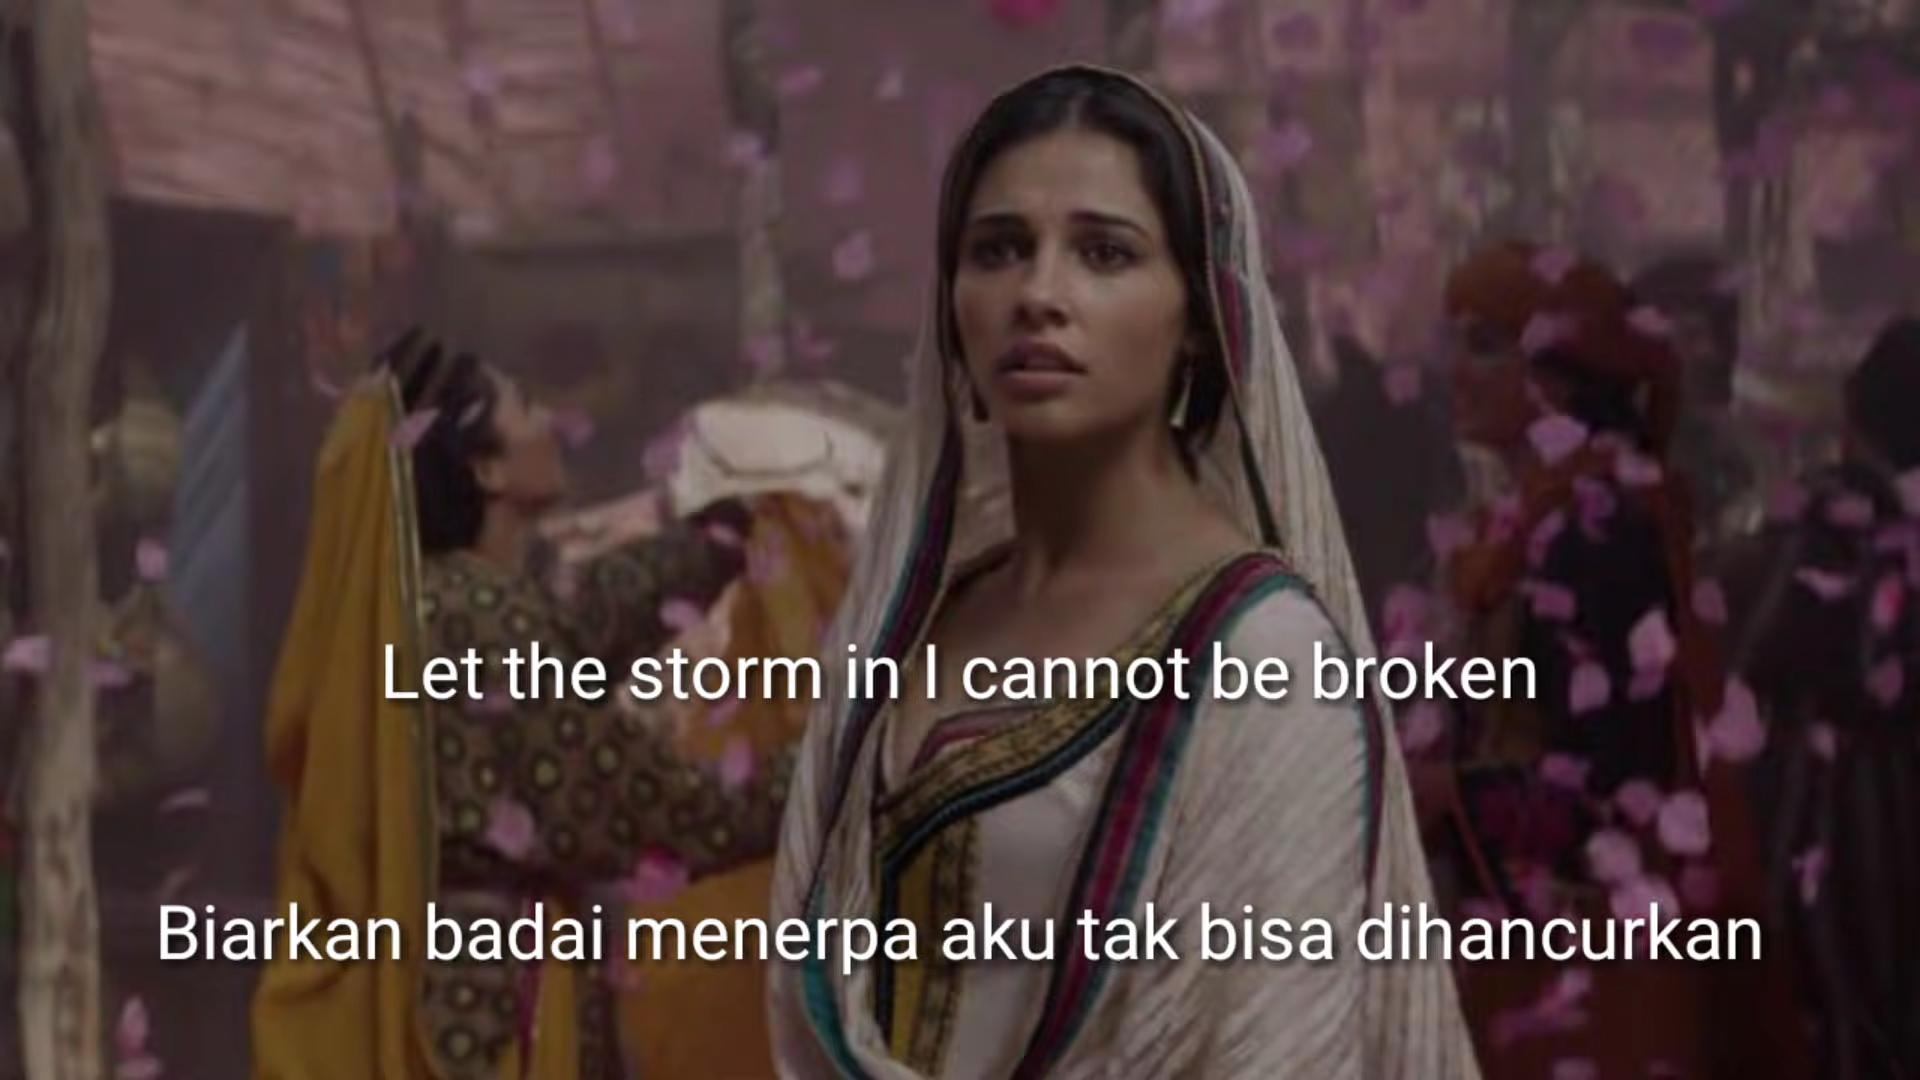 Let the storm in I cannot be broken
Biarkan badai menerpa aku tak bisa dihancurkan